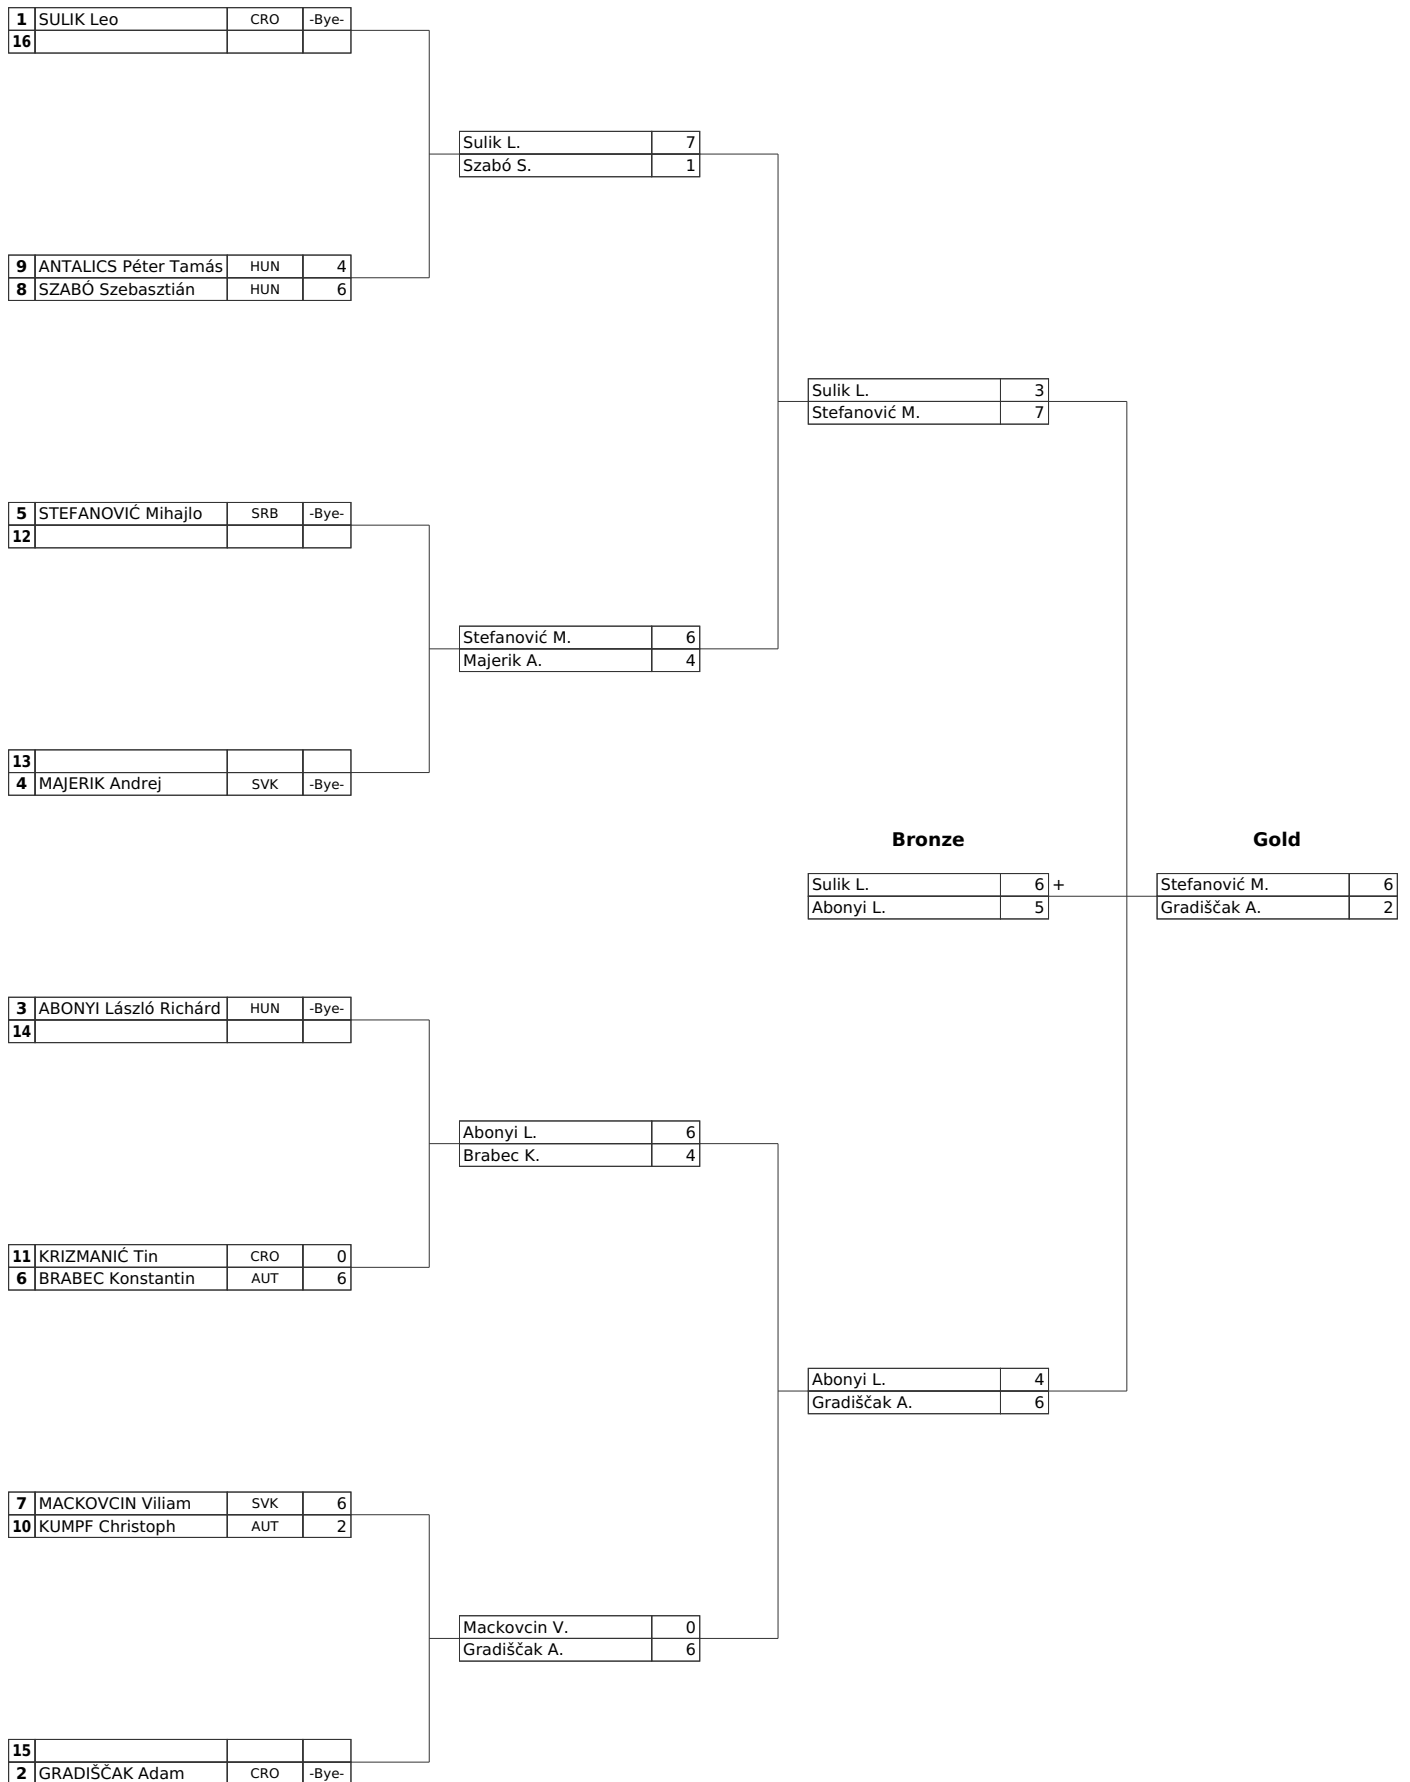 1 SULIK Leo CRO -Bye-
16
Sulik L. 7
Szabó S. 1
9 ANTALICS Péter Tamás HUN 4
8 SZABÓ Szebasztián HUN 6
Sulik L. 3
Stefanović M. 7
5 STEFANOVIĆ Mihajlo SRB -Bye-
12
Stefanović M. 6
Majerik A. 4
13
4 MAJERIK Andrej SVK -Bye-
Bronze Gold
Sulik L. 6 + Stefanović M. 6
Abonyi L. 5 Gradiščak A. 2
3 ABONYI László Richárd HUN -Bye-
14
Abonyi L. 6
Brabec K. 4
11 KRIZMANIĆ Tin CRO 0
6 BRABEC Konstantin AUT 6
Abonyi L. 4
Gradiščak A. 6
7 MACKOVCIN Viliam SVK 6
10 KUMPF Christoph AUT 2
Mackovcin V. 0
Gradiščak A. 6
15
2 GRADIŠČAK Adam CRO -Bye-